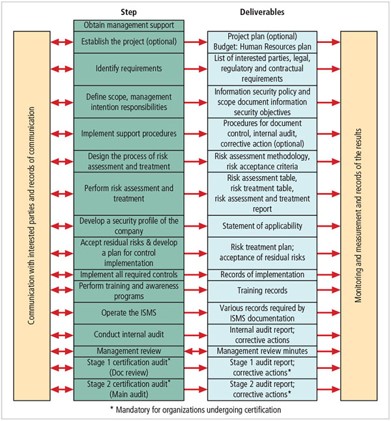 Step
Deliverables
Obtain management support
Establish the project (optional)
Project plan (optional)
Budget: Human Resources plan
Identify requirements
List of interested parties, legal,
regulatory and contractual
requirements
Define scope, management
intention responsibilities
Information security policy and
scope document information
security objectives
Implement support procedures
Procedures for document
control, internal audit,
corrective action (optional)
Design the process of risk
assessment and treatment
Risk assessment methodology,
risk acceptance criteria
Perform risk assessment and
treatment
Risk assessment table,
risk treatment table,
risk assessment and treatment
report
Develop a security profile of the
company
Statement of applicability
Accept residual risks & develop
a plan for control
implementation
Risk treatment plan;
acceptance of residual risks
Implement all required controls
Records of implementation
Perform training and awareness
programs
Training records
Operate the ISMS
Various records required by
ISMS documentation
Conduct internal audit
Internal audit report;
corrective actions
Management review
Management review minutes
Stage 1 certification audit*
(Doc review)
Stage 1 audit report;
corrective actions*
Stage 2 certification audit*
(Main audit)
Stage 2 audit report;
corrective actions*
Communication with interested parties and records of communication
Monitoring and measurement and records of the results
* Mandatory for organizations undergoing certification